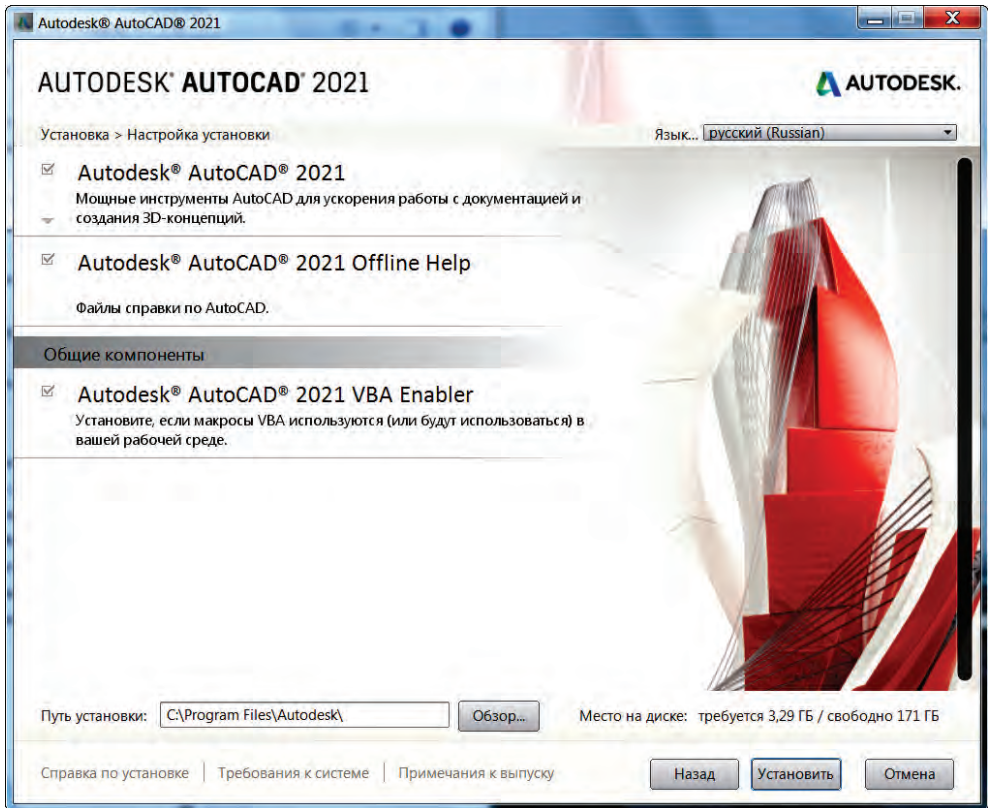 Autodesk® AutoCAD® 2021
AUTODESK® AUTOCAD® 2021
AUTODESK.
Установка > Настройка установки
Язык... русский (Russian)
Autodesk® AutoCAD® 2021
Мощные инструменты AutoCAD для ускорения работы с документацией и
создания 3D-концепций.
Autodesk® AutoCAD® 2021 Offline Help
Файлы справки по AutoCAD.
Общие компоненты
Autodesk® AutoCAD® 2021 VBA Enabler
Установите, если макросы VBA используются (или будут использоваться) в
вашей рабочей среде.
Путь установки: C:\Program Files\Autodesk\ Обзор... Место на диске: требуется 3,29 ГБ / свободно 171 ГБ
Справка по установке | Требования к системе | Примечания к выпуску Назад Установить Отмена